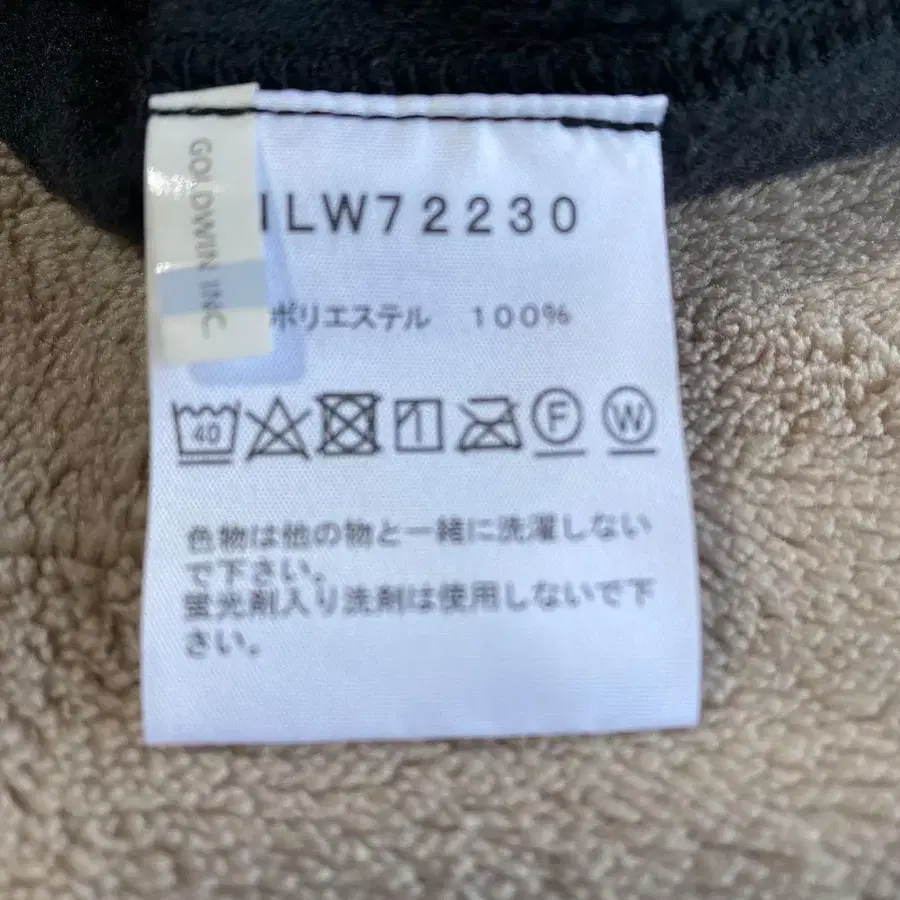 GOLDWIN INC.
ILW72230
ポリエステル 100%
40
F
W
色物は他の物と一緒に洗濯しない
で下さい。
蛍光剤入り洗剤は使用しないで下
さい。